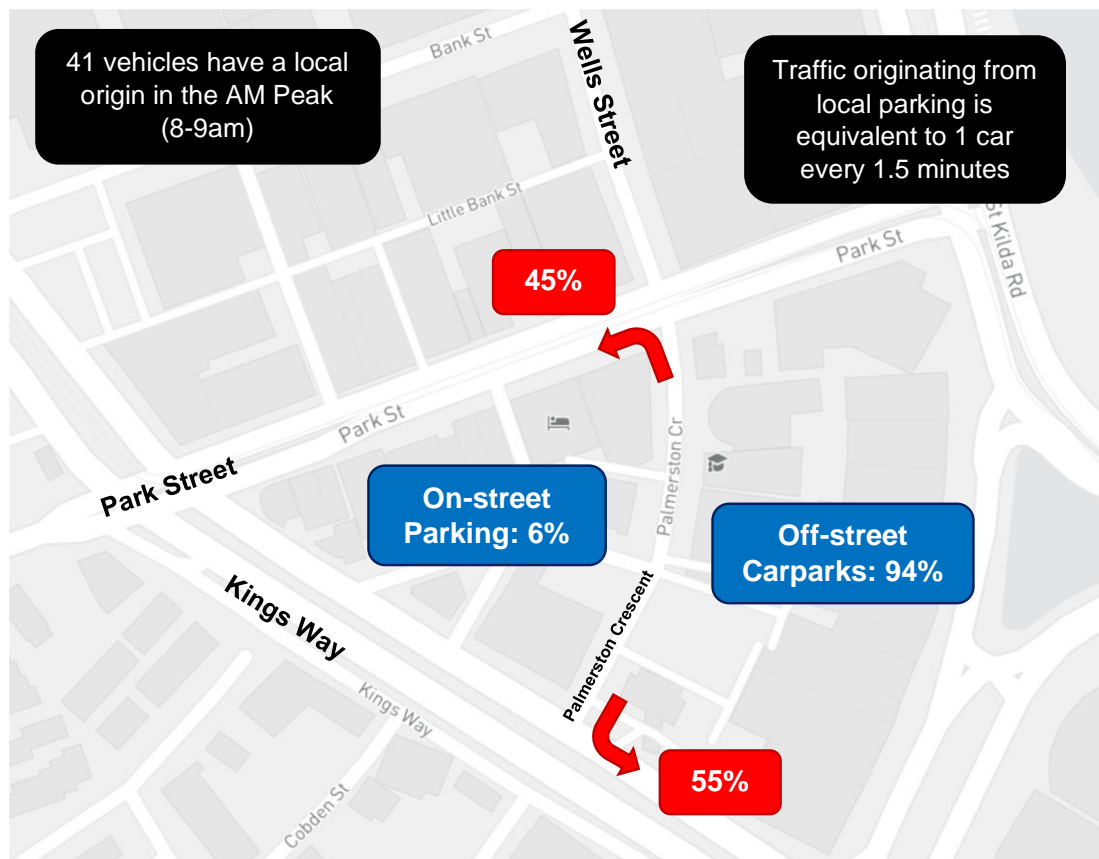 41 vehicles have a local
origin in the AM Peak
(8-9am)
Bank St
Wells Street
Traffic originating from
local parking is
equivalent to 1 car
every 1.5 minutes
Little Bank St
St Kilda Rd
Park St
45%
Park St
Palmerston Cr
Park Street
On-street
Parking: 6%
Off-street
Carparks: 94%
Kings Way
Palmerston Crescent
Kings Way
55%
Cobden St